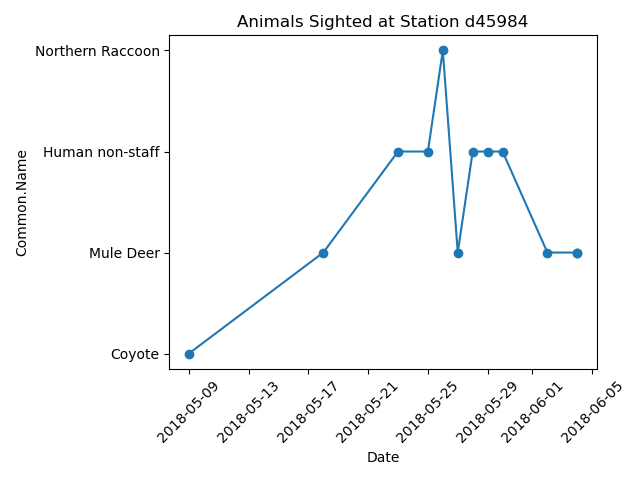 Animals Sighted at Station d45984
Northern Raccoon
Human non-staff
Mule Deer
Coyote
Common.Name
2018-05-09
2018-05-13
2018-05-17
2018-05-21
2018-05-25
2018-05-29
2018-06-01
2018-06-05
Date